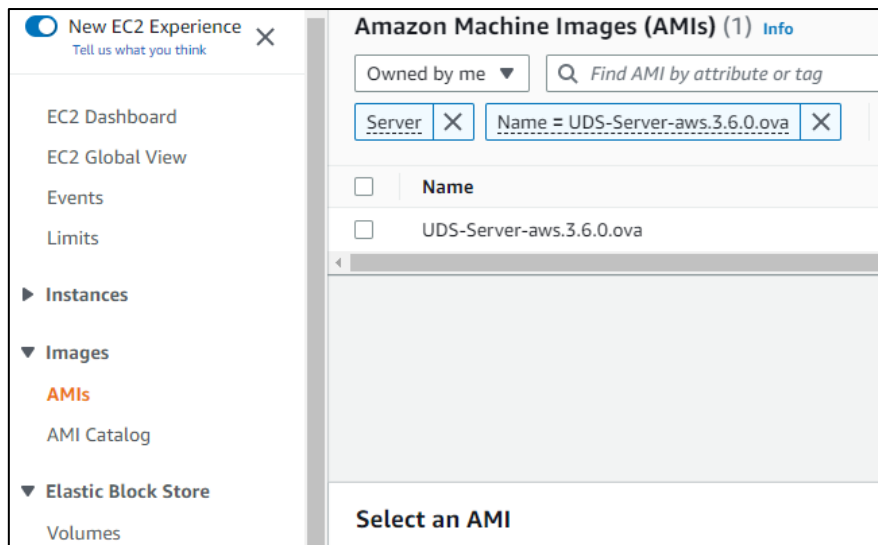 New EC2 Experience
Tell us what you think
EC2 Dashboard
EC2 Global View
Events
Limits
Instances
Images
AMIs
AMI Catalog
Elastic Block Store
Volumes
Amazon Machine Images (AMIs) (1) Info
Owned by me
Find AMI by attribute or tag
Server
Name = UDS-Server-aws.3.6.0.ova
Name
UDS-Server-aws.3.6.0.ova
Select an AMI